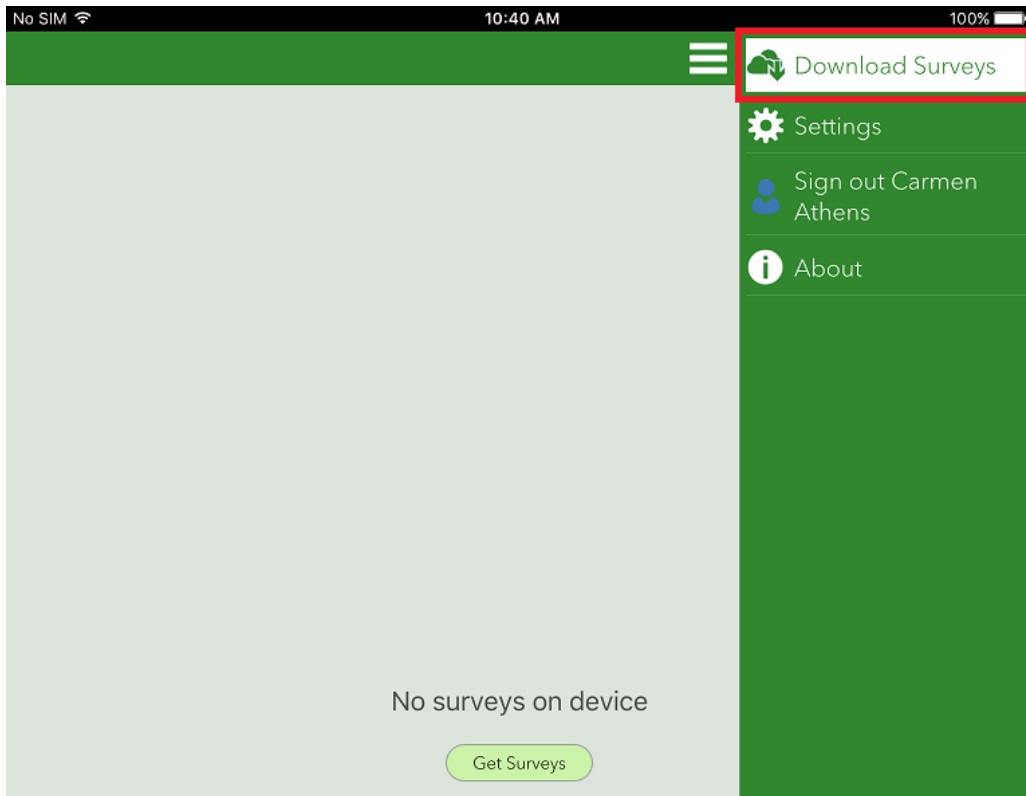 No SIM 10:40 AM 100%
Download Surveys
Settings
Sign out Carmen
Athens
About
No surveys on device
Get Surveys